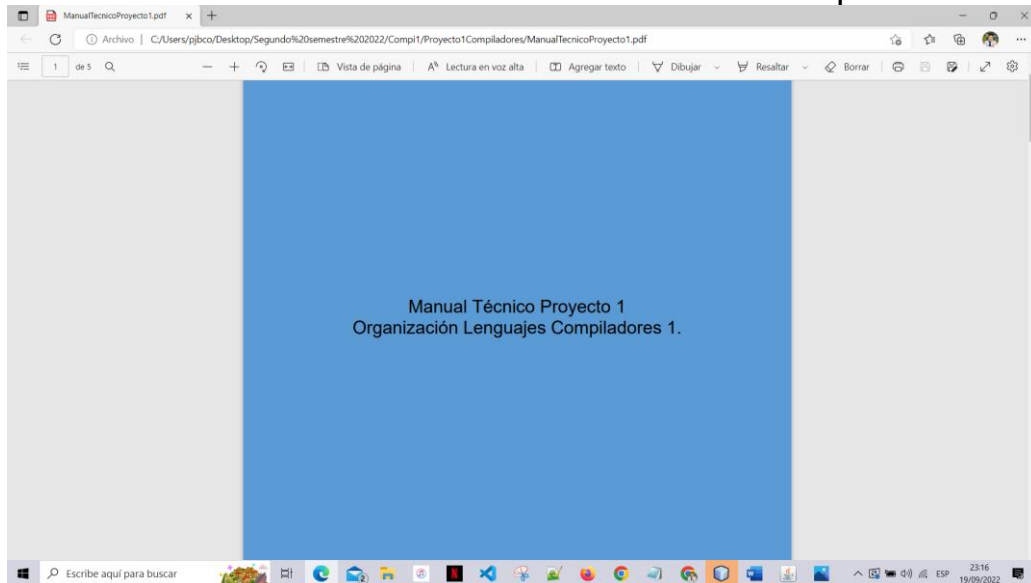 ManualTecnicoProyecto1.pdf
Archivo | C:/Users/pjbco/Desktop/Segundo%20semestre%202022/Compi1/Proyecto1Compiladores/ManualTecnicoProyecto1.pdf
1 de 5 Vista de página Lectura en voz alta Agregar texto Dibujar Resaltar Borrar
Manual Técnico Proyecto 1
Organización Lenguajes Compiladores 1.
Escribe aquí para buscar
ESP
23:16
19/09/2022